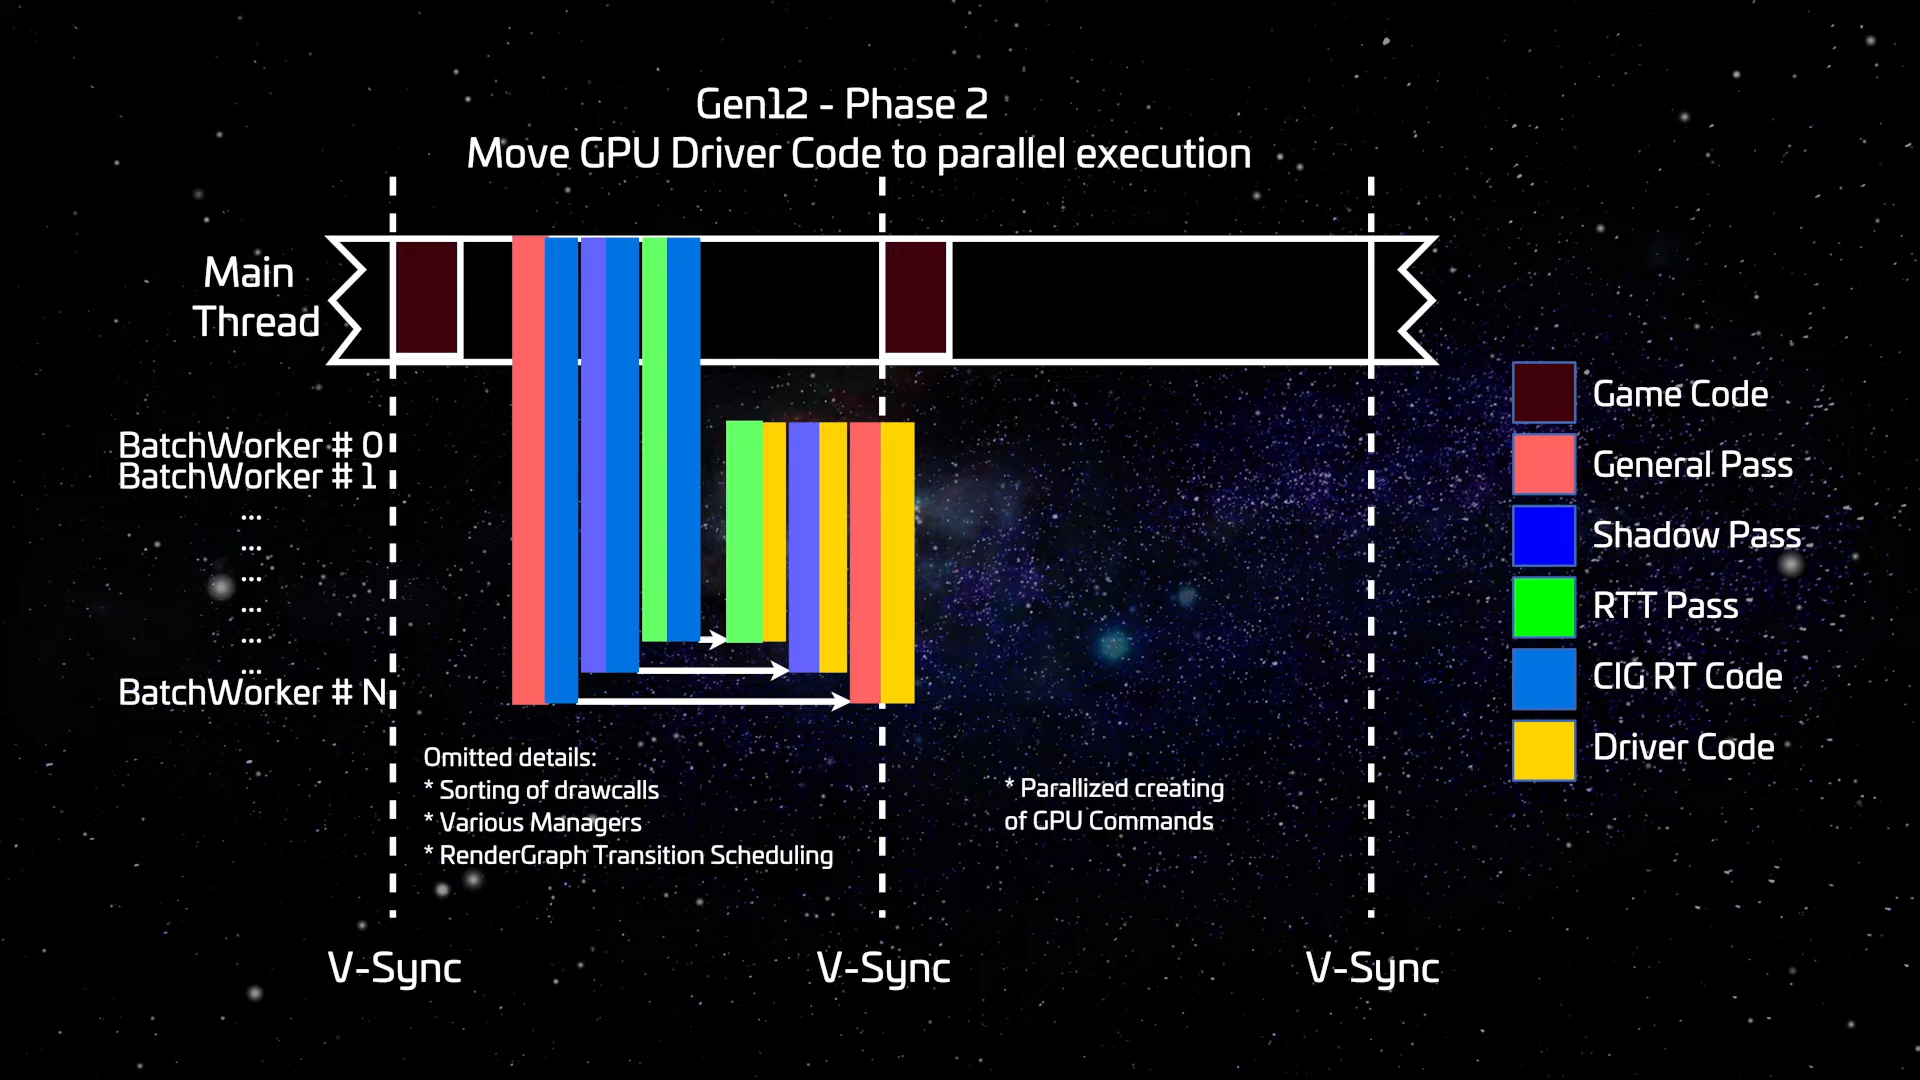 Gen12 - Phase 2
Move GPU Driver Code to parallel execution
Main
Thread
BatchWorker # 0
BatchWorker # 1
...
...
...
...
...
...
BatchWorker # N
Game Code
General Pass
Shadow Pass
RTT Pass
CIG RT Code
Driver Code
Omitted details:
* Sorting of drawcalls
* Various Managers
* RenderGraph Transition Scheduling
* Parallized creating
of GPU Commands
V-Sync
V-Sync
V-Sync